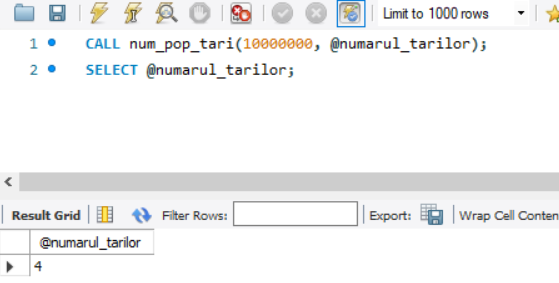 Limit to 1000 rows
1 CALL num_pop_tari(10000000, @numarul_tarilor);
2 SELECT @numarul_tarilor;
Result Grid Filter Rows: Export: Wrap Cell Conten
@numarul_tarilor
4